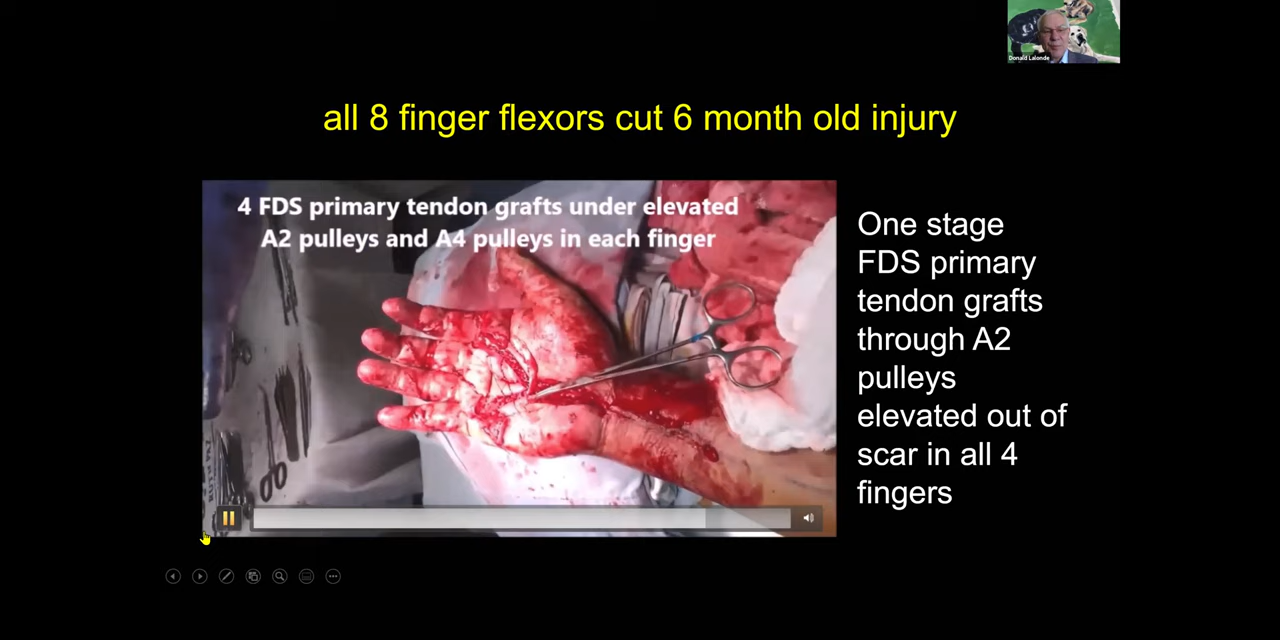 Donald Lalonde
all 8 finger flexors cut 6 month old injury
4 FDS primary tendon grafts under elevated
A2 pulleys and A4 pulleys in each finger
One stage
FDS primary
tendon grafts
through A2
pulleys
elevated out of
scar in all 4
fingers